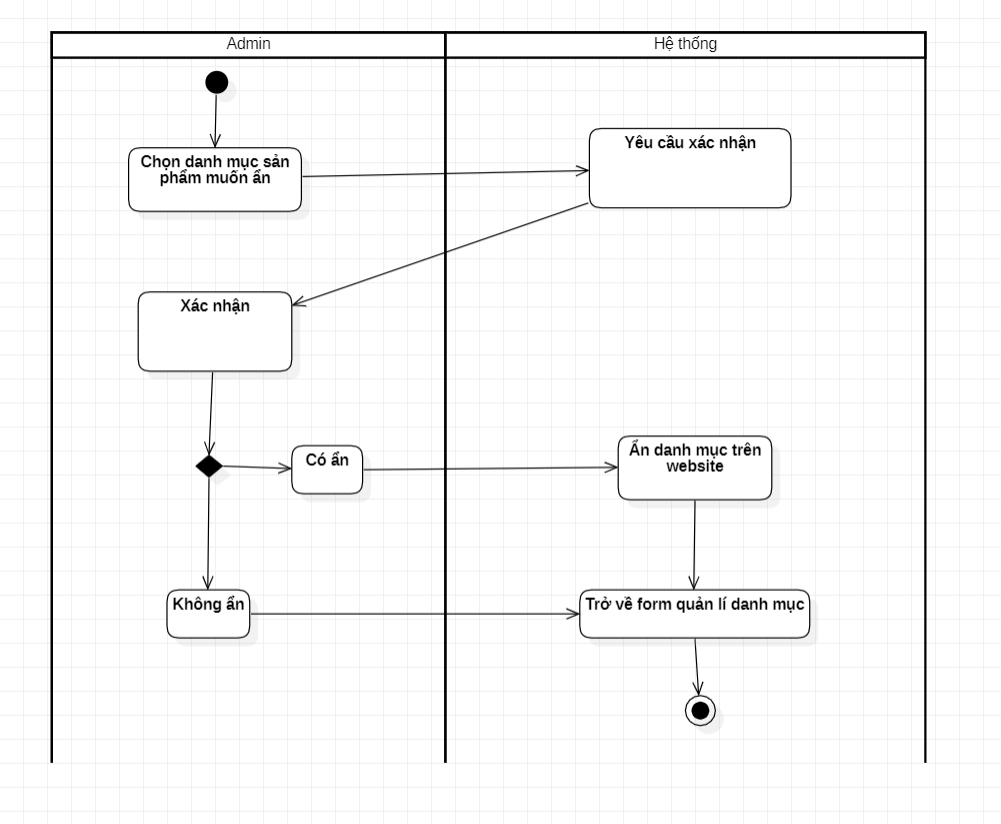 Admin
Hệ thống
Chọn danh mục sản
phẩm muốn ẩn
Yêu cầu xác nhận
Xác nhận
Có ẩn
Ẩn danh mục trên
website
Không ẩn
Trở về form quản lí danh mục